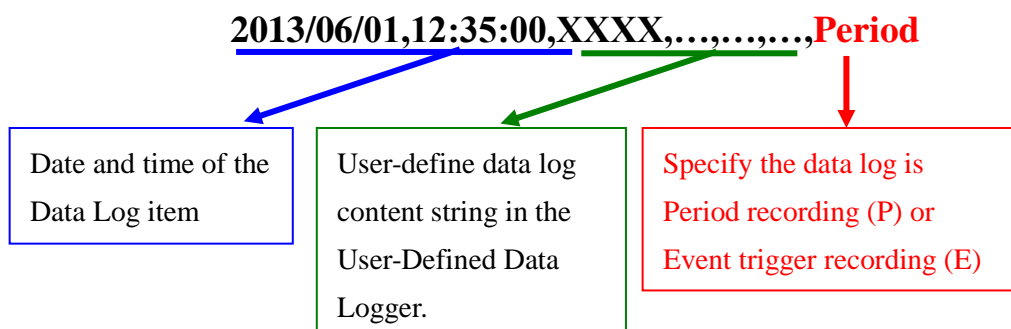 2013/06/01,12:35:00,XXXX,…,…,…,Period
Date and time of the
Data Log item
User-define data log
content string in the
User-Defined Data
Logger.
Specify the data log is
Period recording (P) or
Event trigger recording (E)